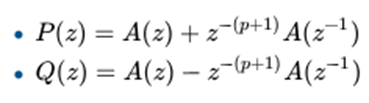 • P(z) = A(z) + z^{-(p+1)} A(z^{-1})
• Q(z) = A(z) − z^{-(p+1)} A(z^{-1})